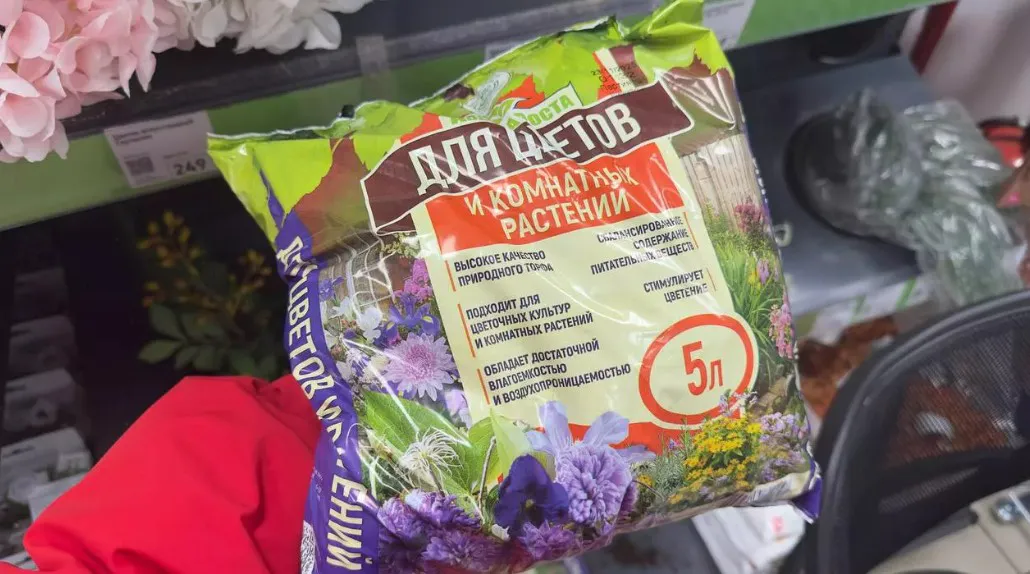 РОСТА
ДЛЯ ЦВЕТОВ
И КОМНАТНЫХ
РАСТЕНИЙ
ВЫСОКОЕ КАЧЕСТВО
ПРИРОДНОГО ТОРФА
ПОДХОДИТ ДЛЯ
ЦВЕТОЧНЫХ КУЛЬТУР
И КОМНАТНЫХ РАСТЕНИЙ
ОБЛАДАЕТ ДОСТАТОЧНОЙ
ВЛАГОЕМКОСТЬЮ
И ВОЗДУХОПРОНИЦАЕМОСТЬЮ
СБАЛАНСИРОВАННОЕ
СОДЕРЖАНИЕ
ПИТАТЕЛЬНЫХ ВЕЩЕСТВ
СТИМУЛИРУЕТ
ЦВЕТЕНИЕ
5л
249